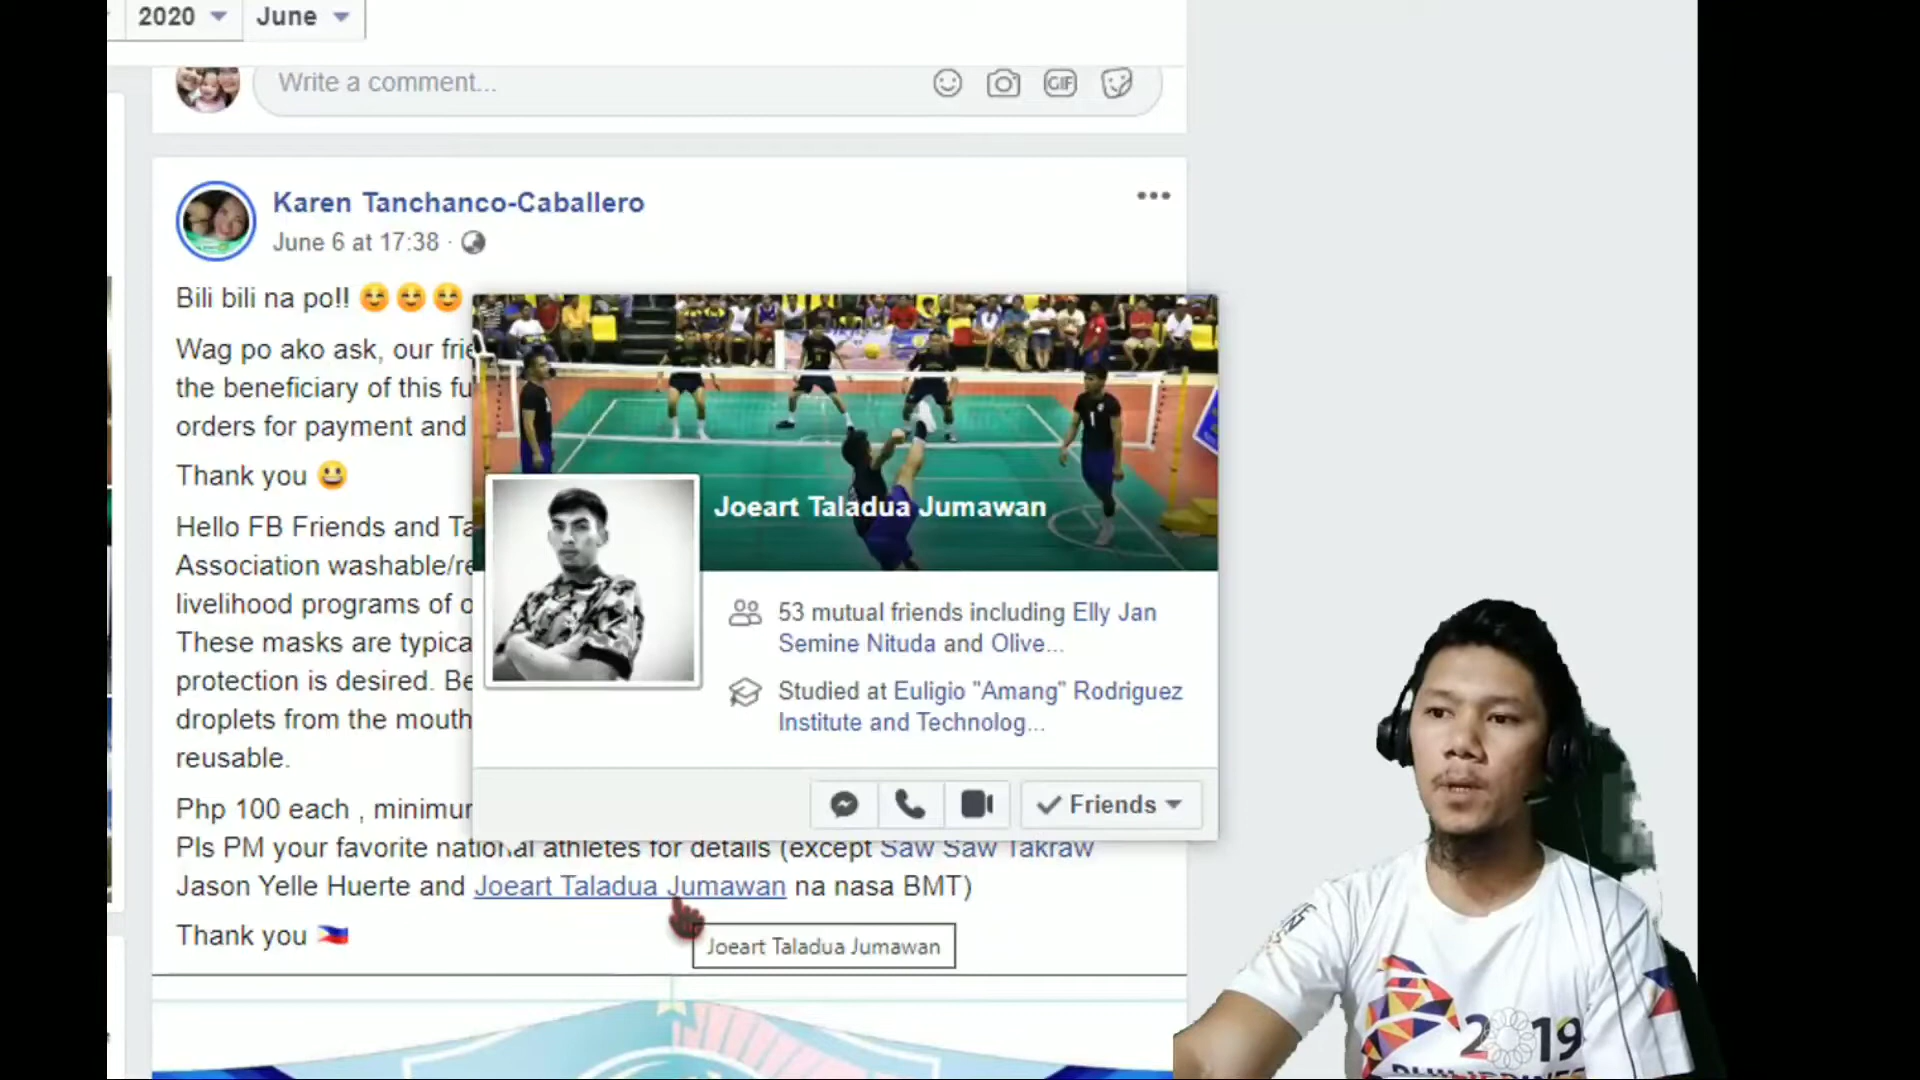 2020 June
Write a comment...
GIF
Karen Tanchanco-Caballero
June 6 at 17:38 ·
Bili bili na po!! 😊😊😊
Wag po ako ask, our frie
the beneficiary of this fu
orders for payment and
Thank you 😀
Hello FB Friends and Ta
Association washable/re
livelihood programs of o
These masks are typica
protection is desired. Be
droplets from the mouth
reusable.
Php 100 each , minimur
Pls PM your favorite national athletes for details (except Saw Saw Takraw
Jason Yelle Huerte and Joeart Taladua Jumawan na nasa BMT)
Thank you 🇵🇭
Joeart Taladua Jumawan
53 mutual friends including Elly Jan
Semine Nituda and Olive...
Studied at Euligio "Amang" Rodriguez
Institute and Technolog...
Friends
Joeart Taladua Jumawan
2019
PHILIPPINES